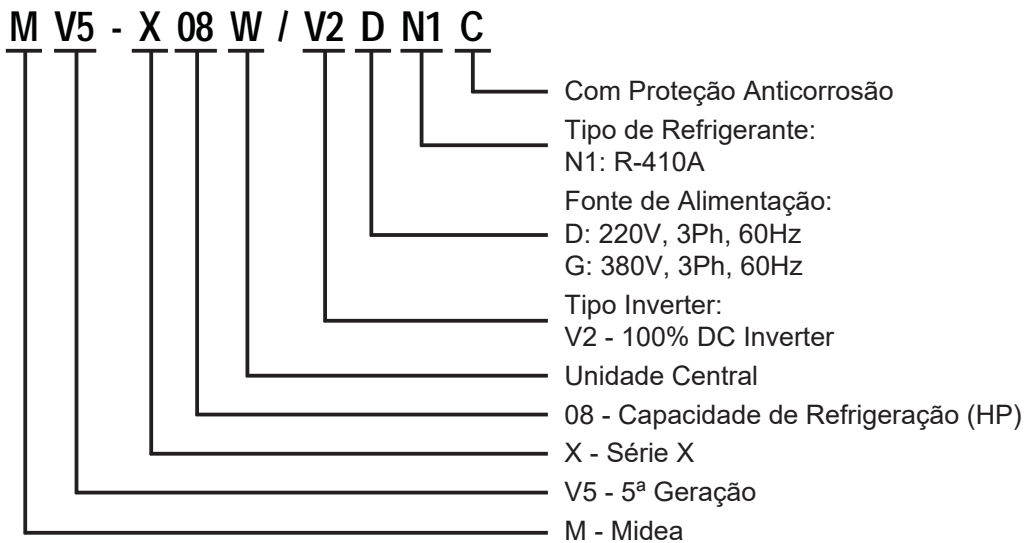 M V5 - X 08 W / V2 D N1 C
Com Proteção Anticorrosão
Tipo de Refrigerante:
N1: R-410A
Fonte de Alimentação:
D: 220V, 3Ph, 60Hz
G: 380V, 3Ph, 60Hz
Tipo Inverter:
V2 - 100% DC Inverter
Unidade Central
08 - Capacidade de Refrigeração (HP)
X - Série X
V5 - 5ª Geração
M - Midea